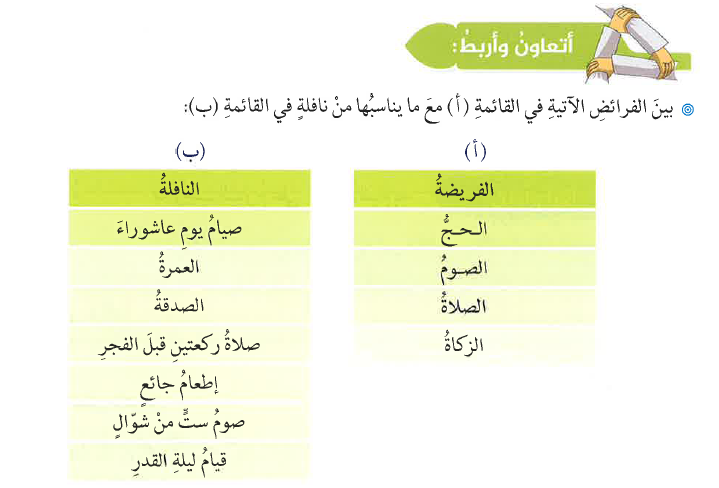 أتعاونُ وأربطُ:
بينَ الفرائضِ الآتيةِ في القائمةِ (أ) معَ ما يناسبُها منْ نافلةٍ في القائمةِ (ب):
(أ)
الفريضةُ
الـحـجُّ
الصـومُ
الصلاةُ
الزكاةُ
(ب)
النافلةُ
صيامُ يومِ عاشوراءَ
العمرةُ
الصدقةُ
صلاةُ ركعتينِ قبلَ الفجرِ
إطعامُ جائعٍ
صومُ ستٍّ منْ شوّالٍ
قيامُ ليلةِ القدرِ